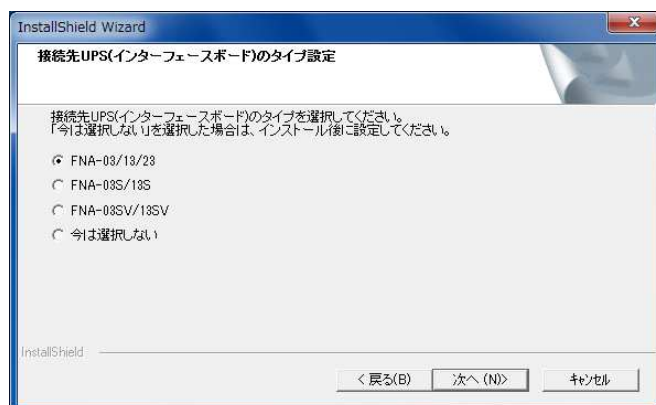 InstallShield Wizard
接続先UPS(インターフェースボード)のタイプ設定
接続先UPS(インターフェースボード)のタイプを選択してください。
「今は選択しない」を選択した場合は、インストール後に設定してください。
FNA-03/13/23
FNA-03S/13S
FNA-03SV/13SV
今は選択しない
InstallShield
< 戻る(B) 次へ (N)> キャンセル